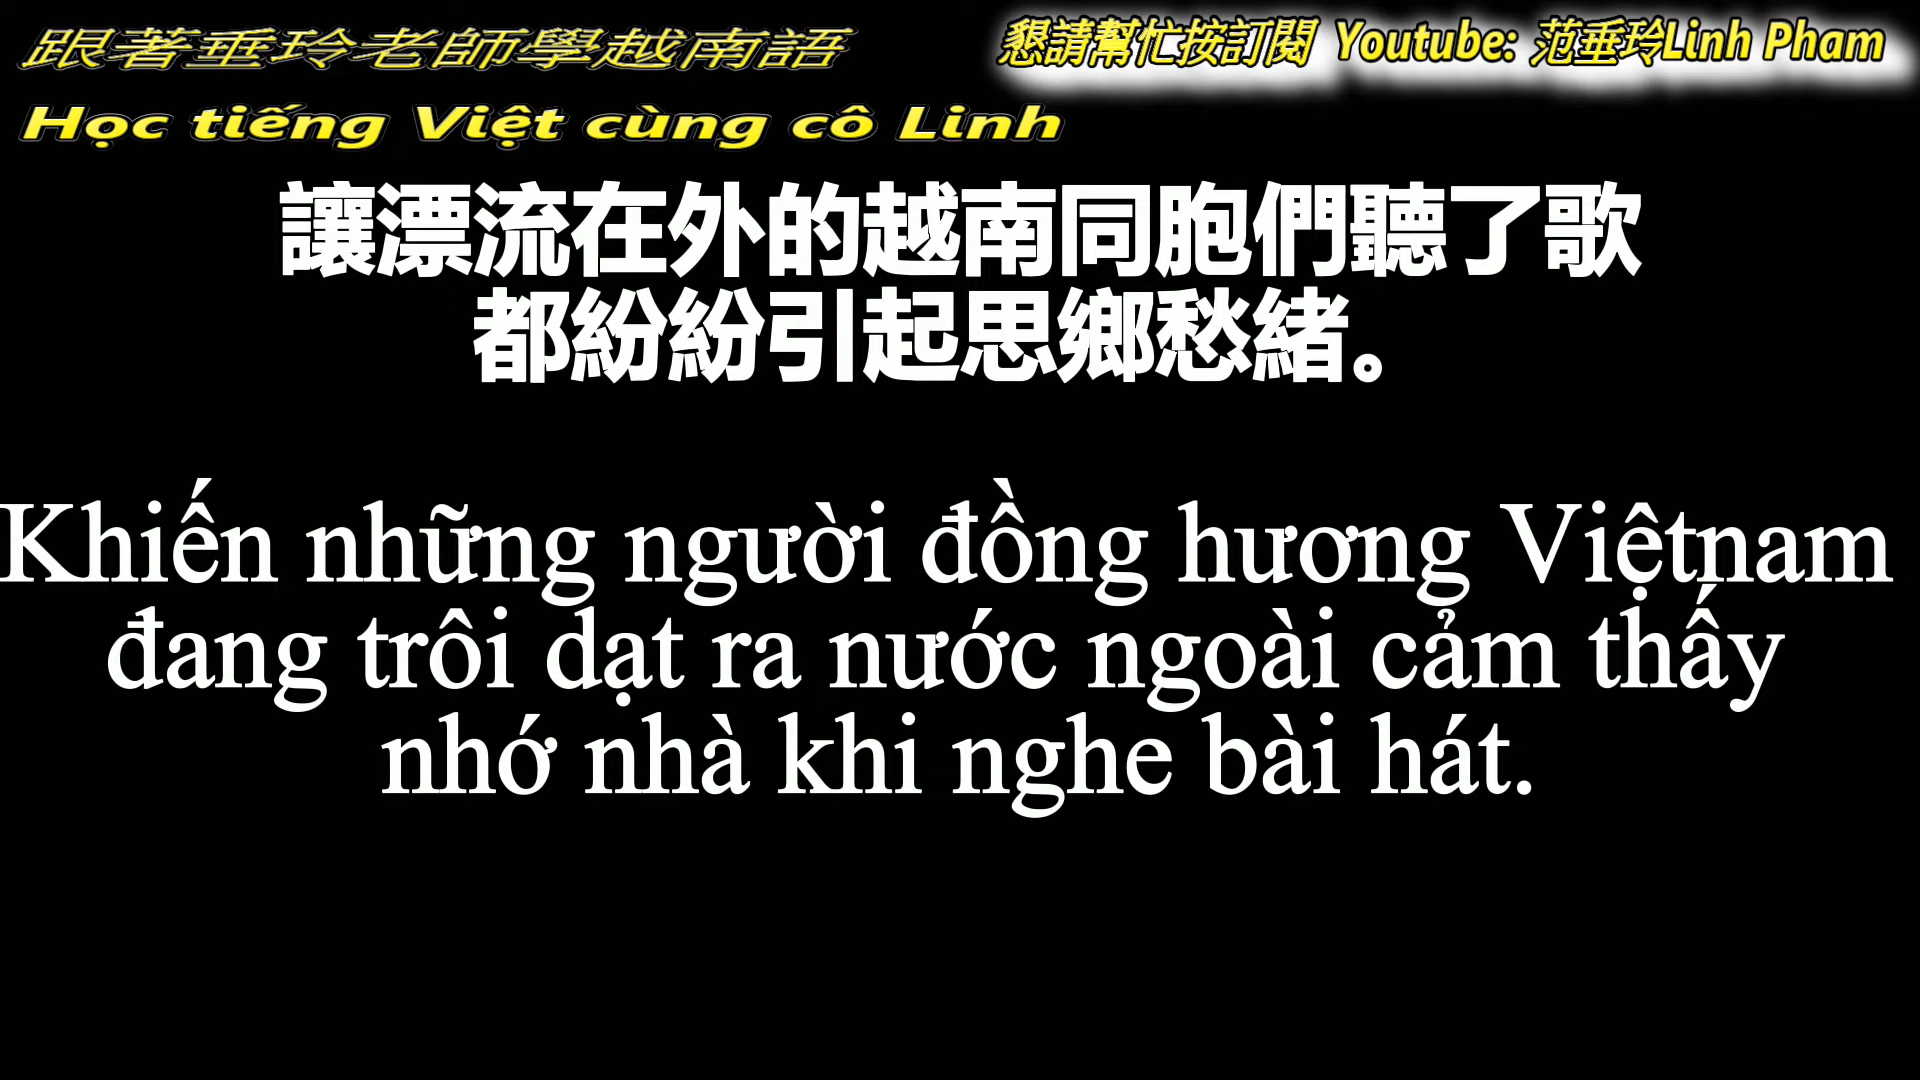 跟著垂玲老師學越南語
懇請幫忙按訂閱 Youtube: 范垂玲Linh Pham
Học tiếng Việt cùng cô Linh
讓漂流在外的越南同胞們聽了歌
都紛紛引起思鄉愁緒。
Khiến những người đồng hương Việtnam
đang trôi dạt ra nước ngoài cảm thấy
nhớ nhà khi nghe bài hát.